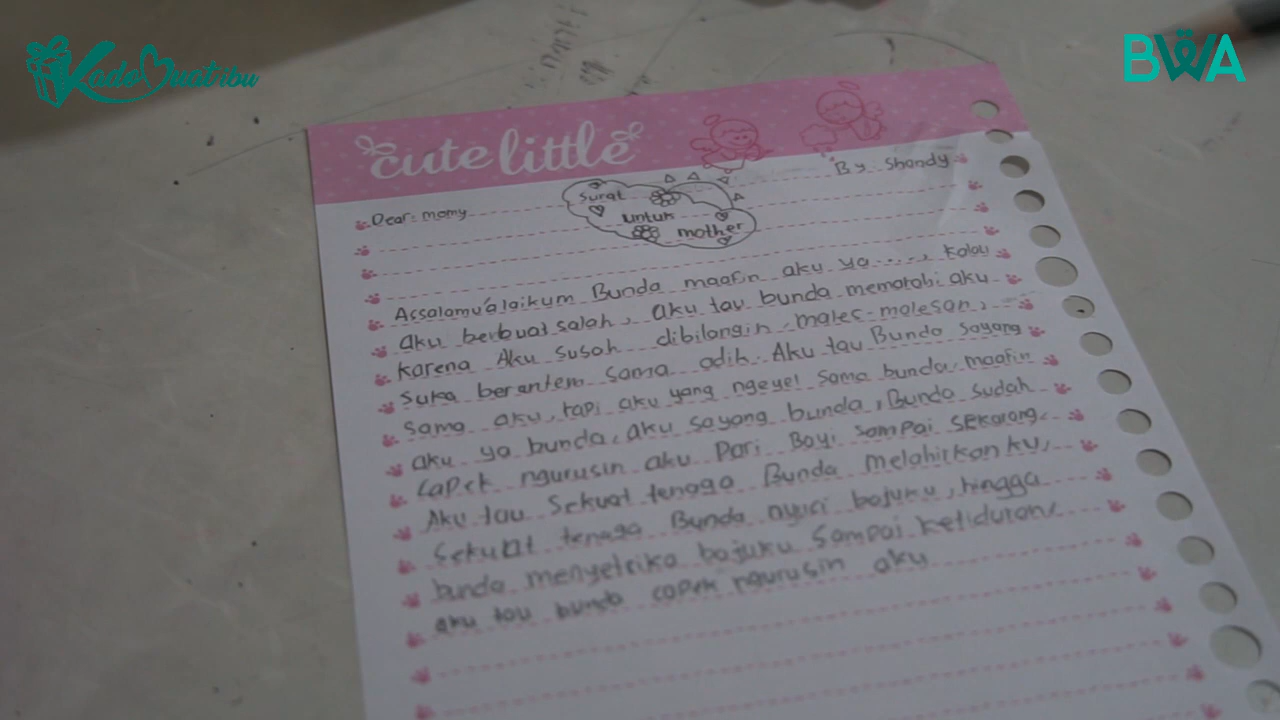 Kado Buat ibu
BWA
cute little
By : Shandy
Dear : momy
surat
untuk
mother
Assalamu'alaikum Bunda maafin aku ya ...., kalau
aku berbuat salah, aku tau bunda memarahi aku
karena Aku susah dibilangin, males-malesan,
suka berantem sama adik. Aku tau Bunda sayang
sama aku, tapi aku yang ngeyel sama bunda, maafin
aku ya bunda, aku sayang bunda, Bunda sudah
capek ngurusin aku Dari Bayi sampai sekarang.
Aku tau sekuat tenaga Bunda melahirkan ku,
sekuat tenaga Bunda nyuci bajuku, hingga
bunda menyetrika bajuku sampai ketiduran,
aku tau bunda capek ngurusin aku